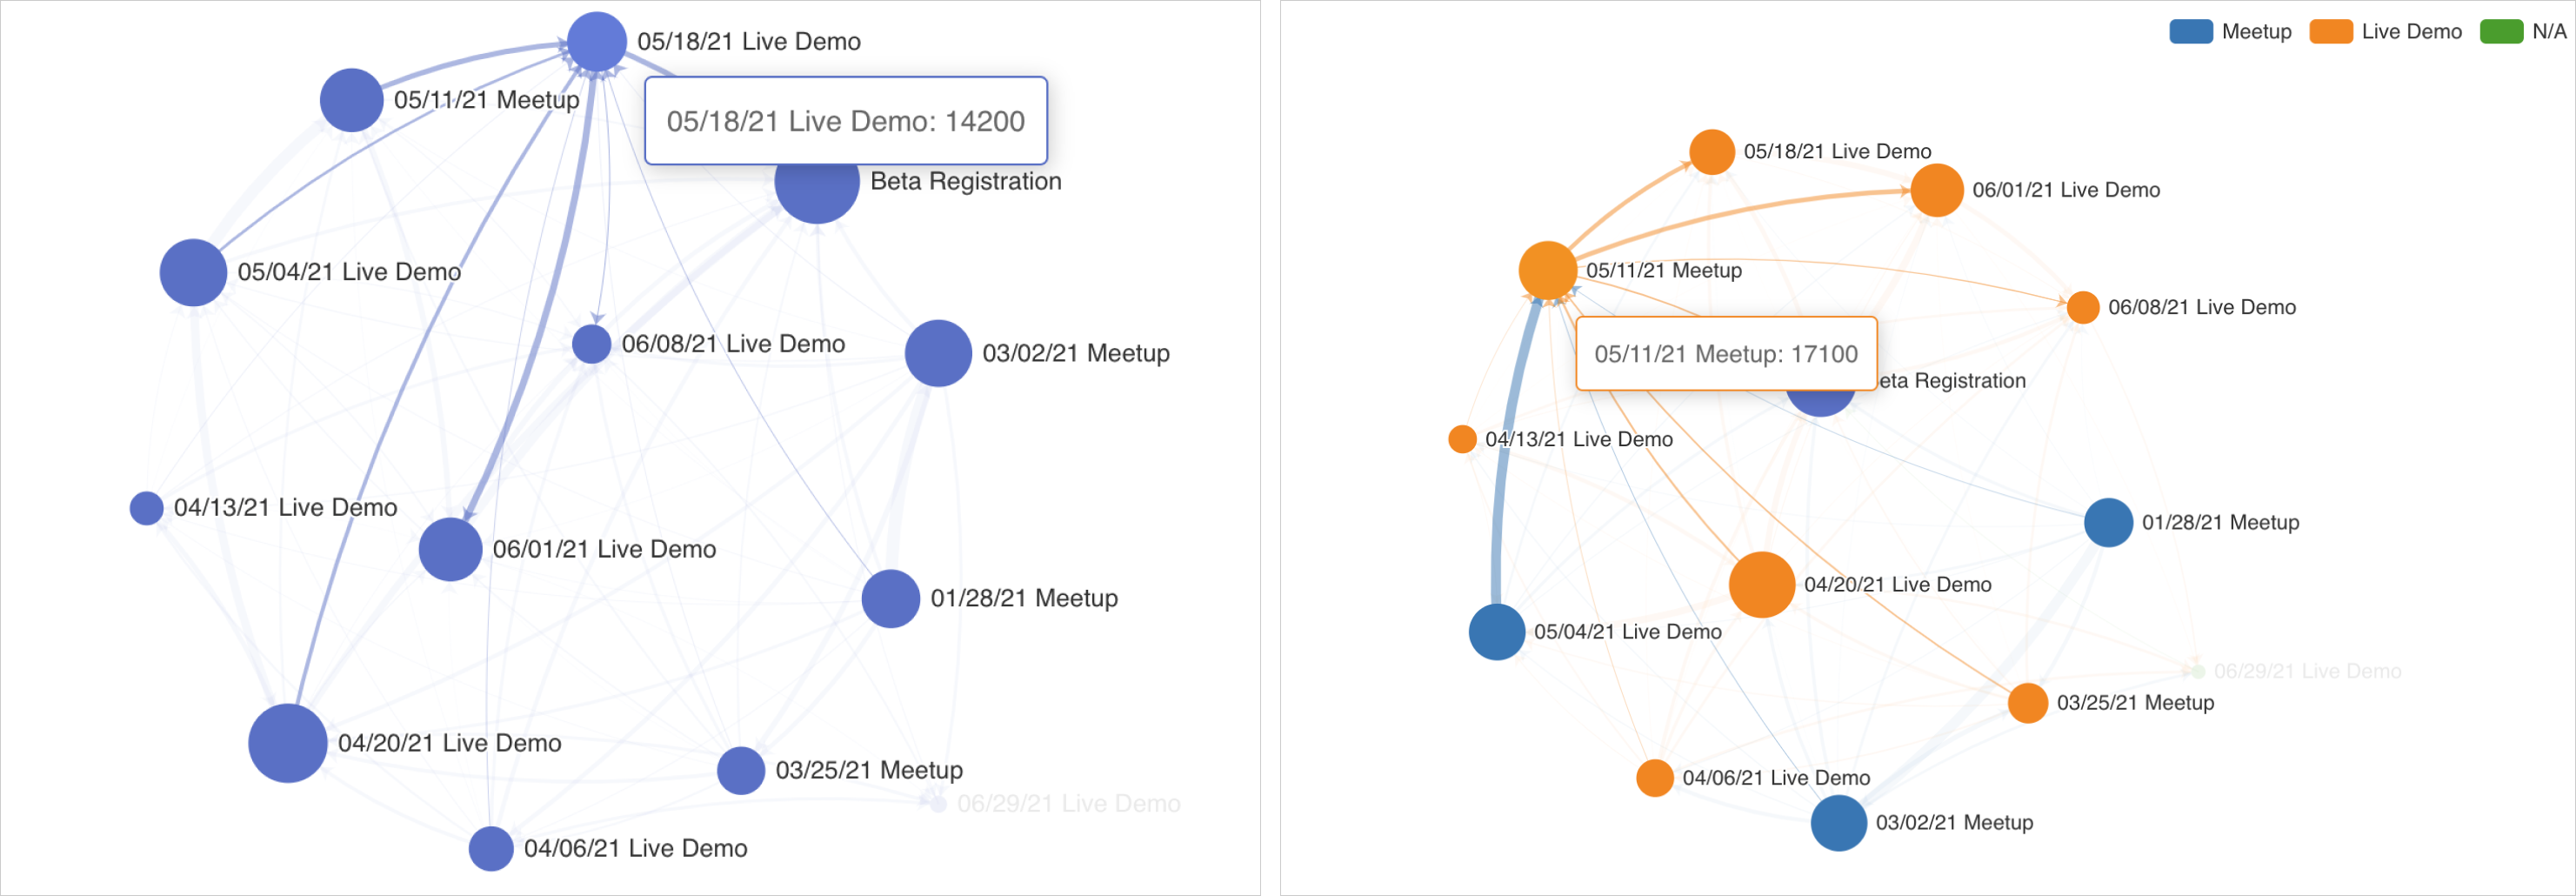 05/18/21 Live Demo
05/11/21 Meetup
05/18/21 Live Demo: 14200
Beta Registration
05/04/21 Live Demo
06/08/21 Live Demo
03/02/21 Meetup
04/13/21 Live Demo
06/01/21 Live Demo
01/28/21 Meetup
04/20/21 Live Demo
03/25/21 Meetup
06/29/21 Live Demo
04/06/21 Live Demo
Meetup
Live Demo
N/A
05/18/21 Live Demo
06/01/21 Live Demo
05/11/21 Meetup
06/08/21 Live Demo
05/11/21 Meetup: 17100
eta Registration
04/13/21 Live Demo
01/28/21 Meetup
04/20/21 Live Demo
05/04/21 Live Demo
06/29/21 Live Demo
03/25/21 Meetup
04/06/21 Live Demo
03/02/21 Meetup